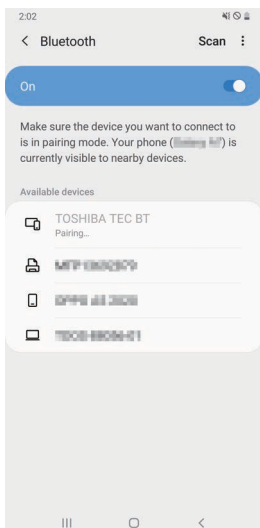 2:02
Bluetooth Scan
On
Make sure the device you want to connect to
is in pairing mode. Your phone ( ) is
currently visible to nearby devices.
Available devices
TOSHIBA TEC BT
Pairing...